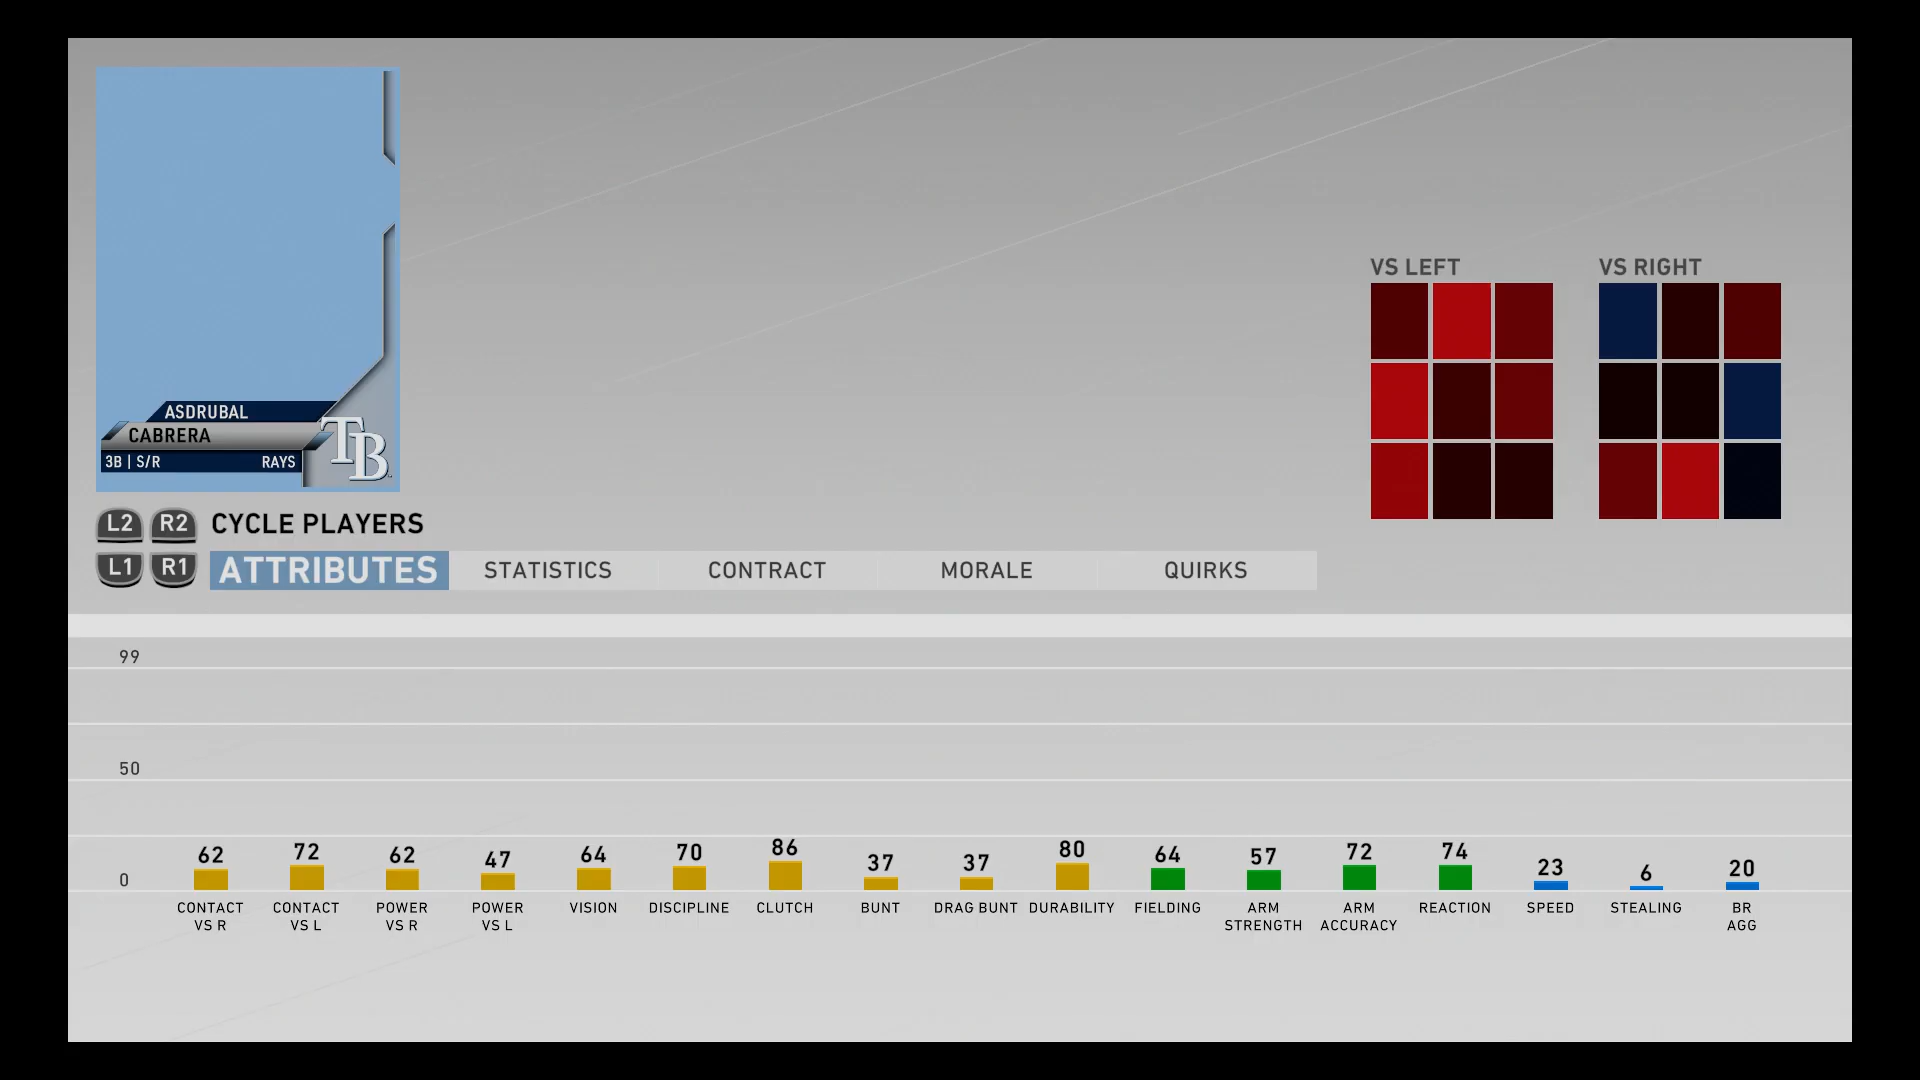 ASDRUBAL
CABRERA
3B | S/R RAYS
TB
L2 R2 CYCLE PLAYERS
L1 R1 ATTRIBUTES STATISTICS CONTRACT MORALE QUIRKS
VS LEFT VS RIGHT
99
50
0
62 72 62 47 64 70 86 37 37 80 64 57 72 74 23 6 20
CONTACT VS R
CONTACT VS L
POWER VS R
POWER VS L
VISION
DISCIPLINE
CLUTCH
BUNT
DRAG BUNT
DURABILITY
FIELDING
ARM STRENGTH
ARM ACCURACY
REACTION
SPEED
STEALING
BR AGG